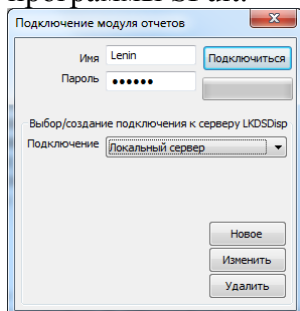 Подключение модуля отчетов
Имя Lenin Подключиться
Пароль ••••••
Выбор/создание подключения к серверу LKDSDisp
Подключение Локальный сервер
Новое
Изменить
Удалить